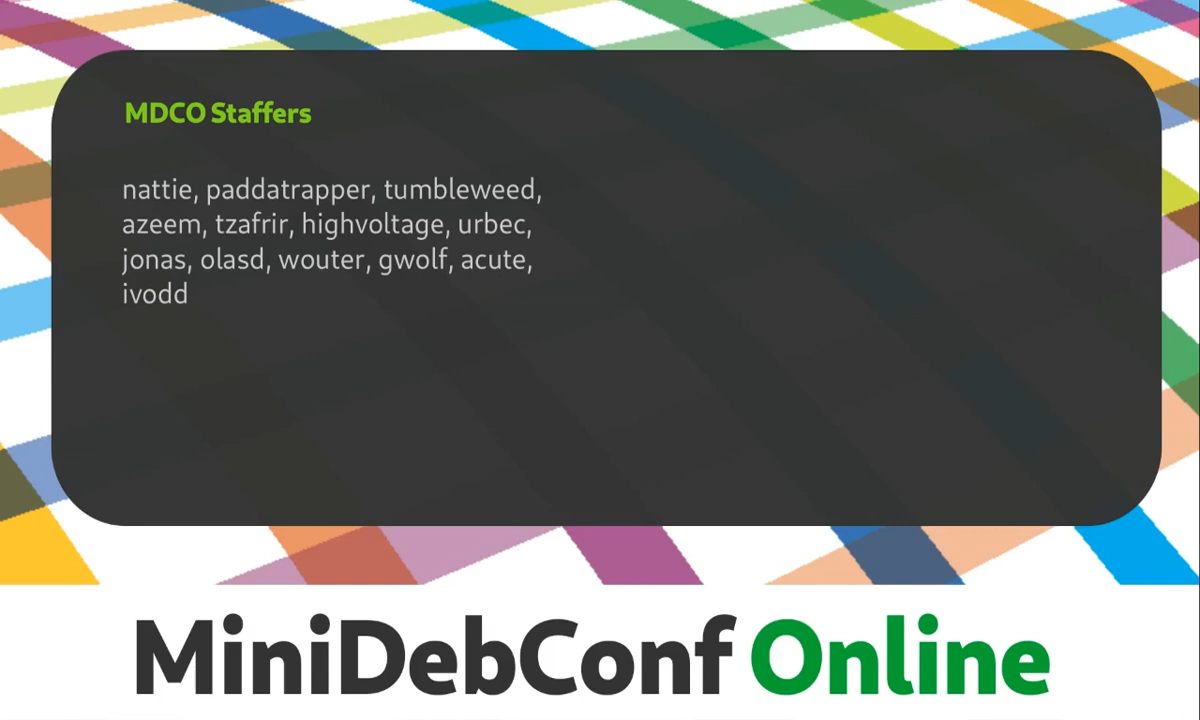 MDCO Staffers
nattie, paddatrapper, tumbleweed,
azeem, tzafrir, highvoltage, urbec,
jonas, olasd, wouter, gwolf, acute,
ivodd
MiniDebConf Online